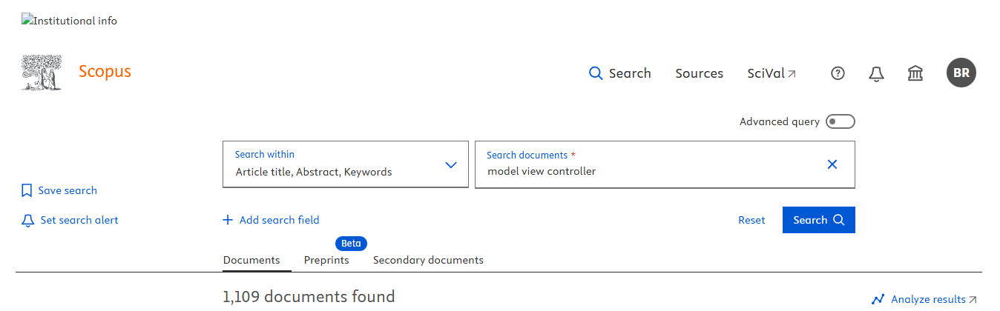 Institutional info
Scopus
Search Sources SciVal
BR
Advanced query
Search within
Article title, Abstract, Keywords
Search documents *
model view controller
Save search
Set search alert
Add search field
Reset
Search
Beta
Documents Preprints Secondary documents
1,109 documents found
Analyze results